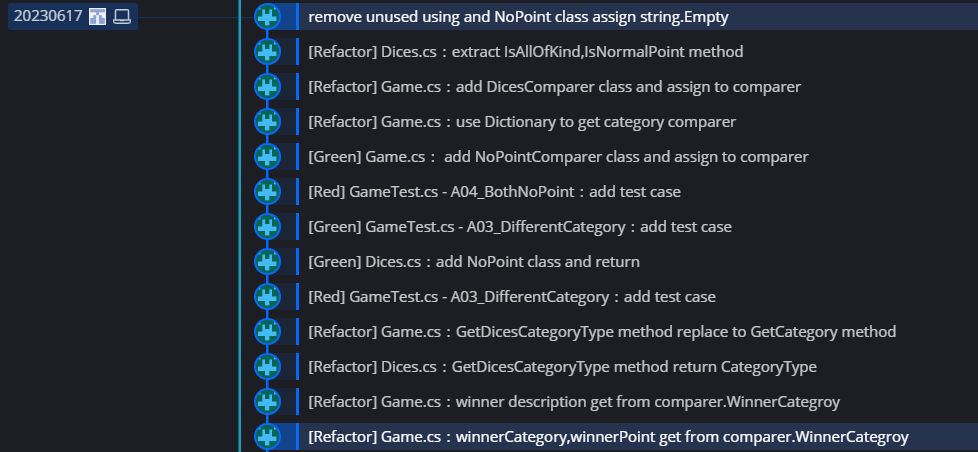 20230617
remove unused using and NoPoint class assign string.Empty
[Refactor] Dices.cs：extract IsAllOfKind,IsNormalPoint method
[Refactor] Game.cs：add DicesComparer class and assign to comparer
[Refactor] Game.cs：use Dictionary to get category comparer
[Green] Game.cs： add NoPointComparer class and assign to comparer
[Red] GameTest.cs - A04_BothNoPoint：add test case
[Green] GameTest.cs - A03_DifferentCategory：add test case
[Green] Dices.cs：add NoPoint class and return
[Red] GameTest.cs - A03_DifferentCategory：add test case
[Refactor] Game.cs：GetDicesCategoryType method replace to GetCategory method
[Refactor] Dices.cs：GetDicesCategoryType method return CategoryType
[Refactor] Game.cs：winner description get from comparer.WinnerCategroy
[Refactor] Game.cs：winnerCategory,winnerPoint get from comparer.WinnerCategroy